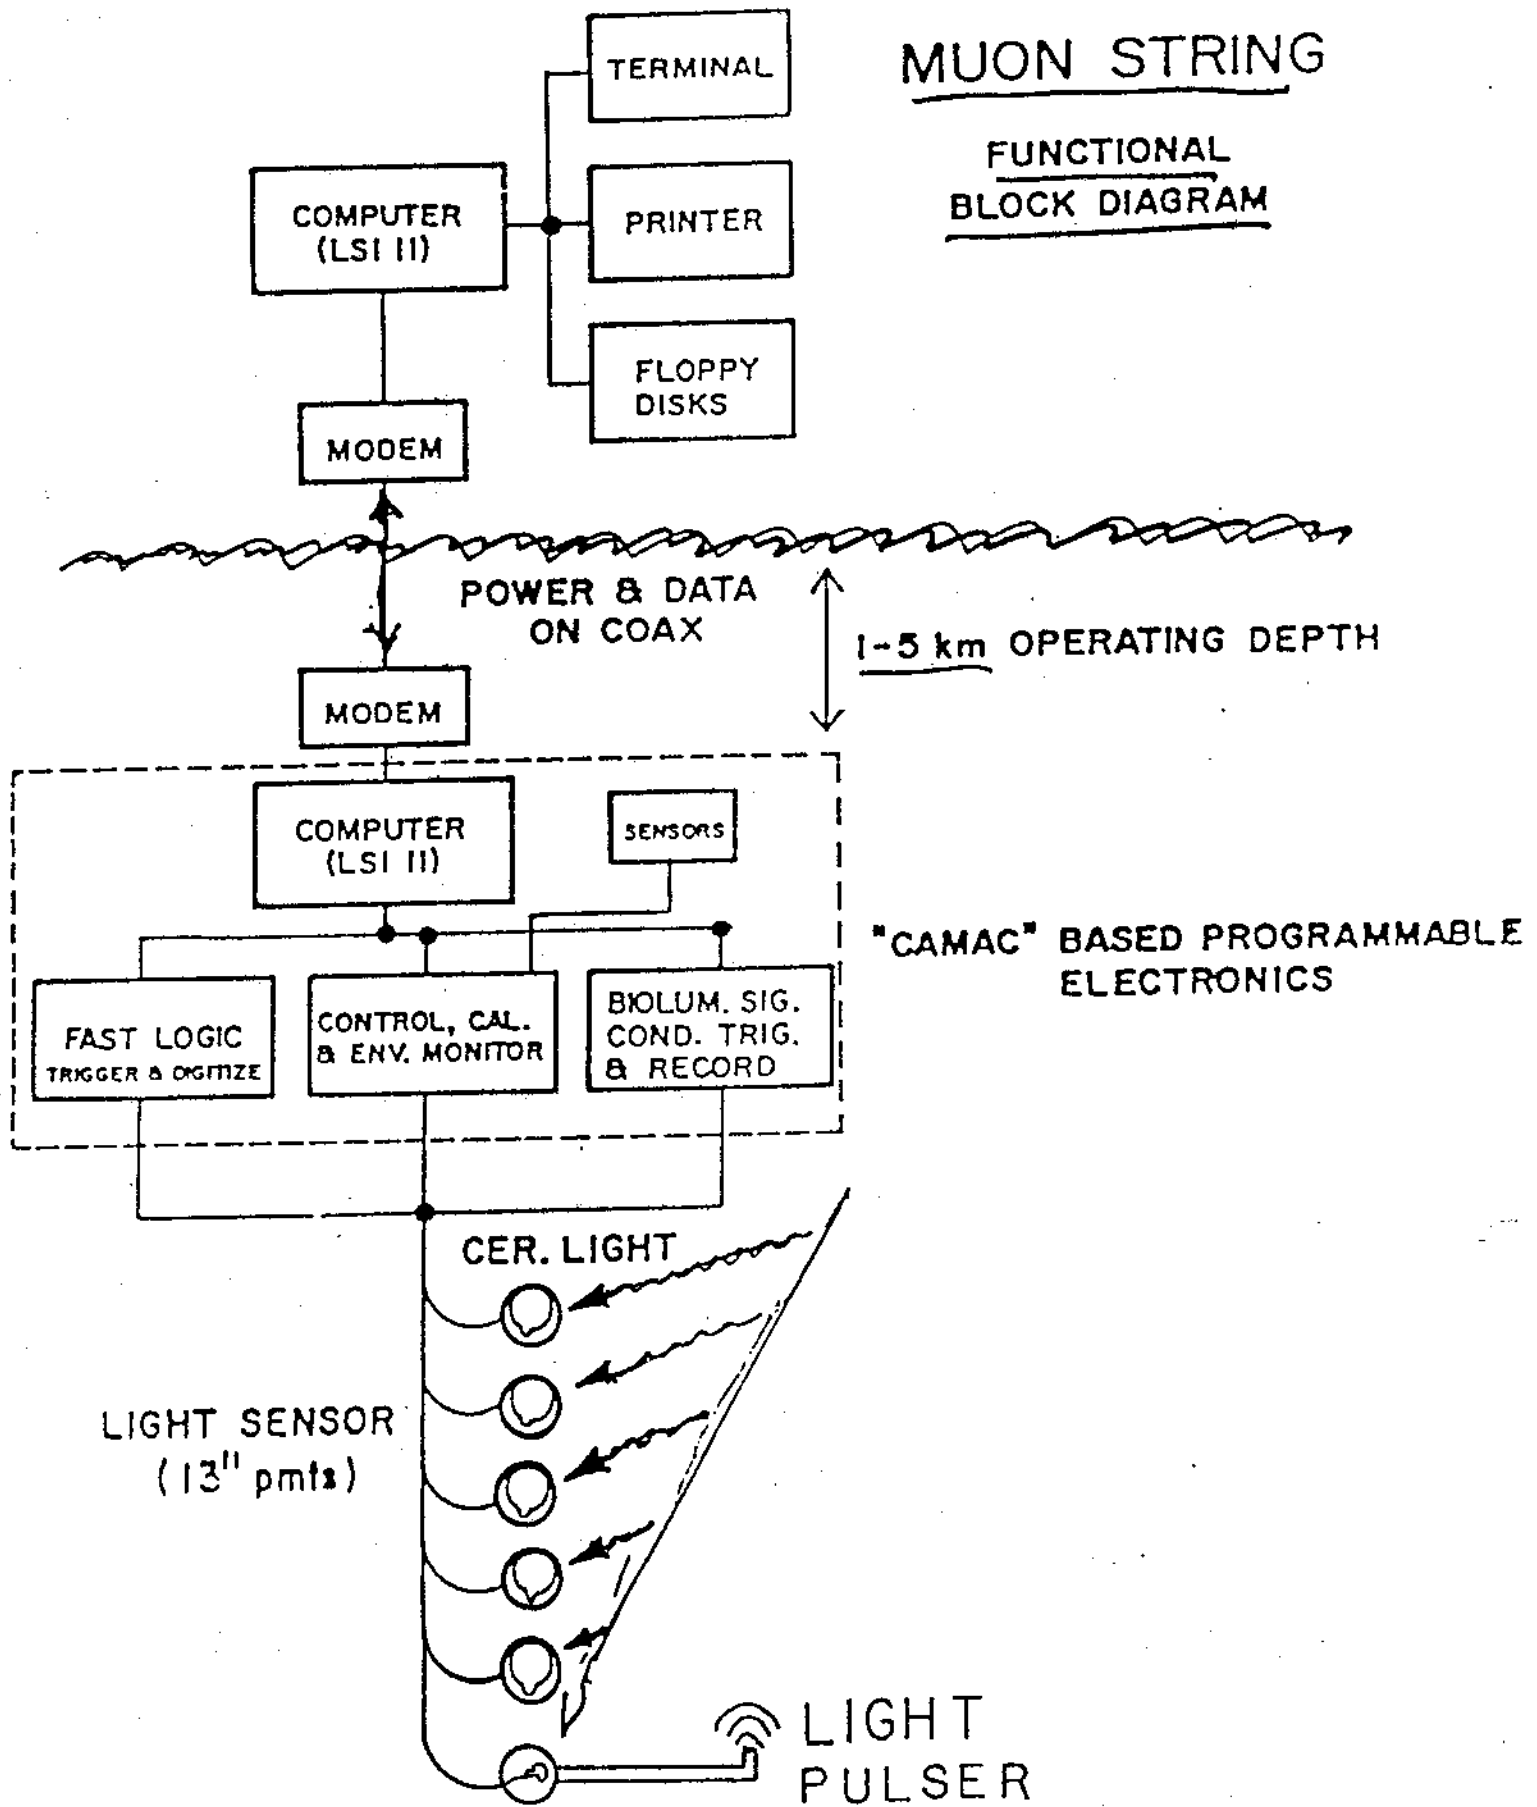 MUON STRING
FUNCTIONAL
BLOCK DIAGRAM
TERMINAL
COMPUTER
(LSI II)
PRINTER
FLOPPY
DISKS
MODEM
POWER & DATA
ON COAX
1-5 km OPERATING DEPTH
MODEM
COMPUTER
(LSI II)
SENSORS
"CAMAC" BASED PROGRAMMABLE
ELECTRONICS
FAST LOGIC
TRIGGER & DIGITIZE
CONTROL, CAL.
& ENV. MONITOR
BIOLUM. SIG.
COND. TRIG.
& RECORD
CER. LIGHT
LIGHT SENSOR
(13" pmts)
LIGHT
PULSER